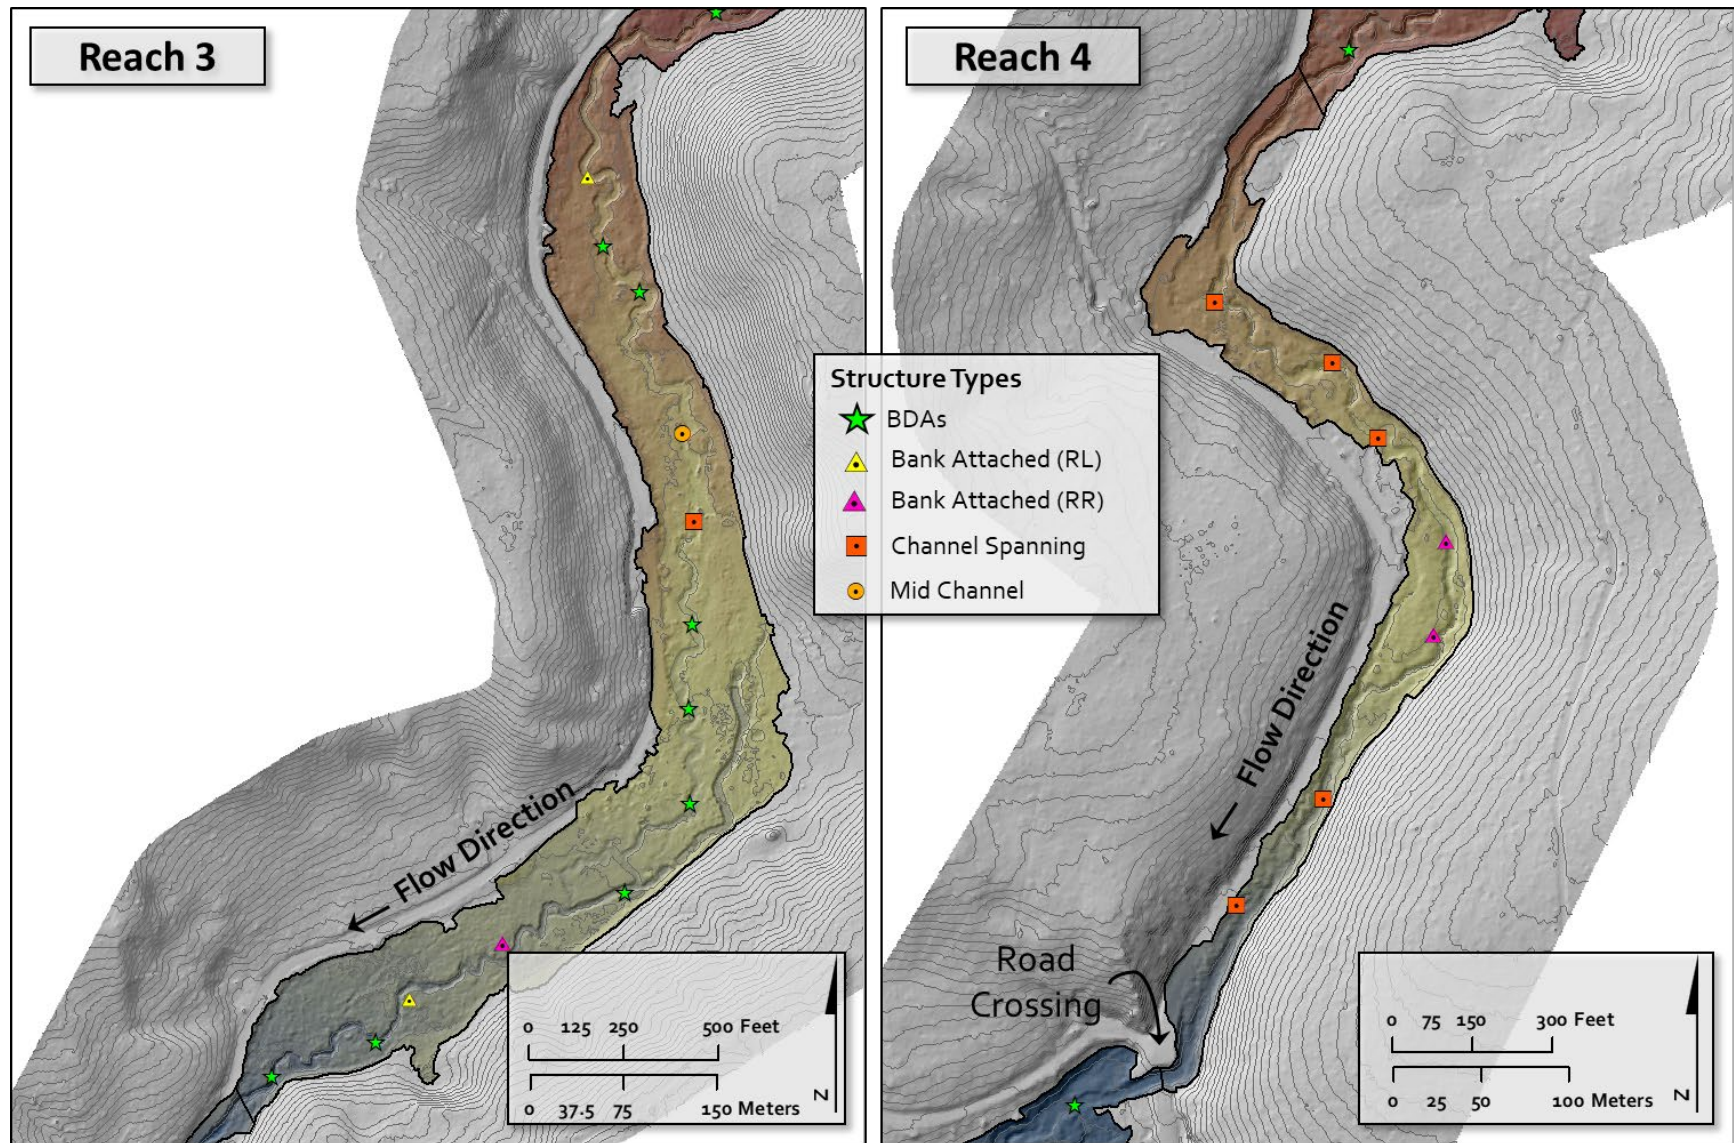 Reach 3
Reach 4
Structure Types
BDAs
Bank Attached (RL)
Bank Attached (RR)
Channel Spanning
Mid Channel
Flow Direction
Flow Direction
Road
Crossing
0 125 250 500 Feet
0 37.5 75 150 Meters
N
0 75 150 300 Feet
0 25 50 100 Meters
N